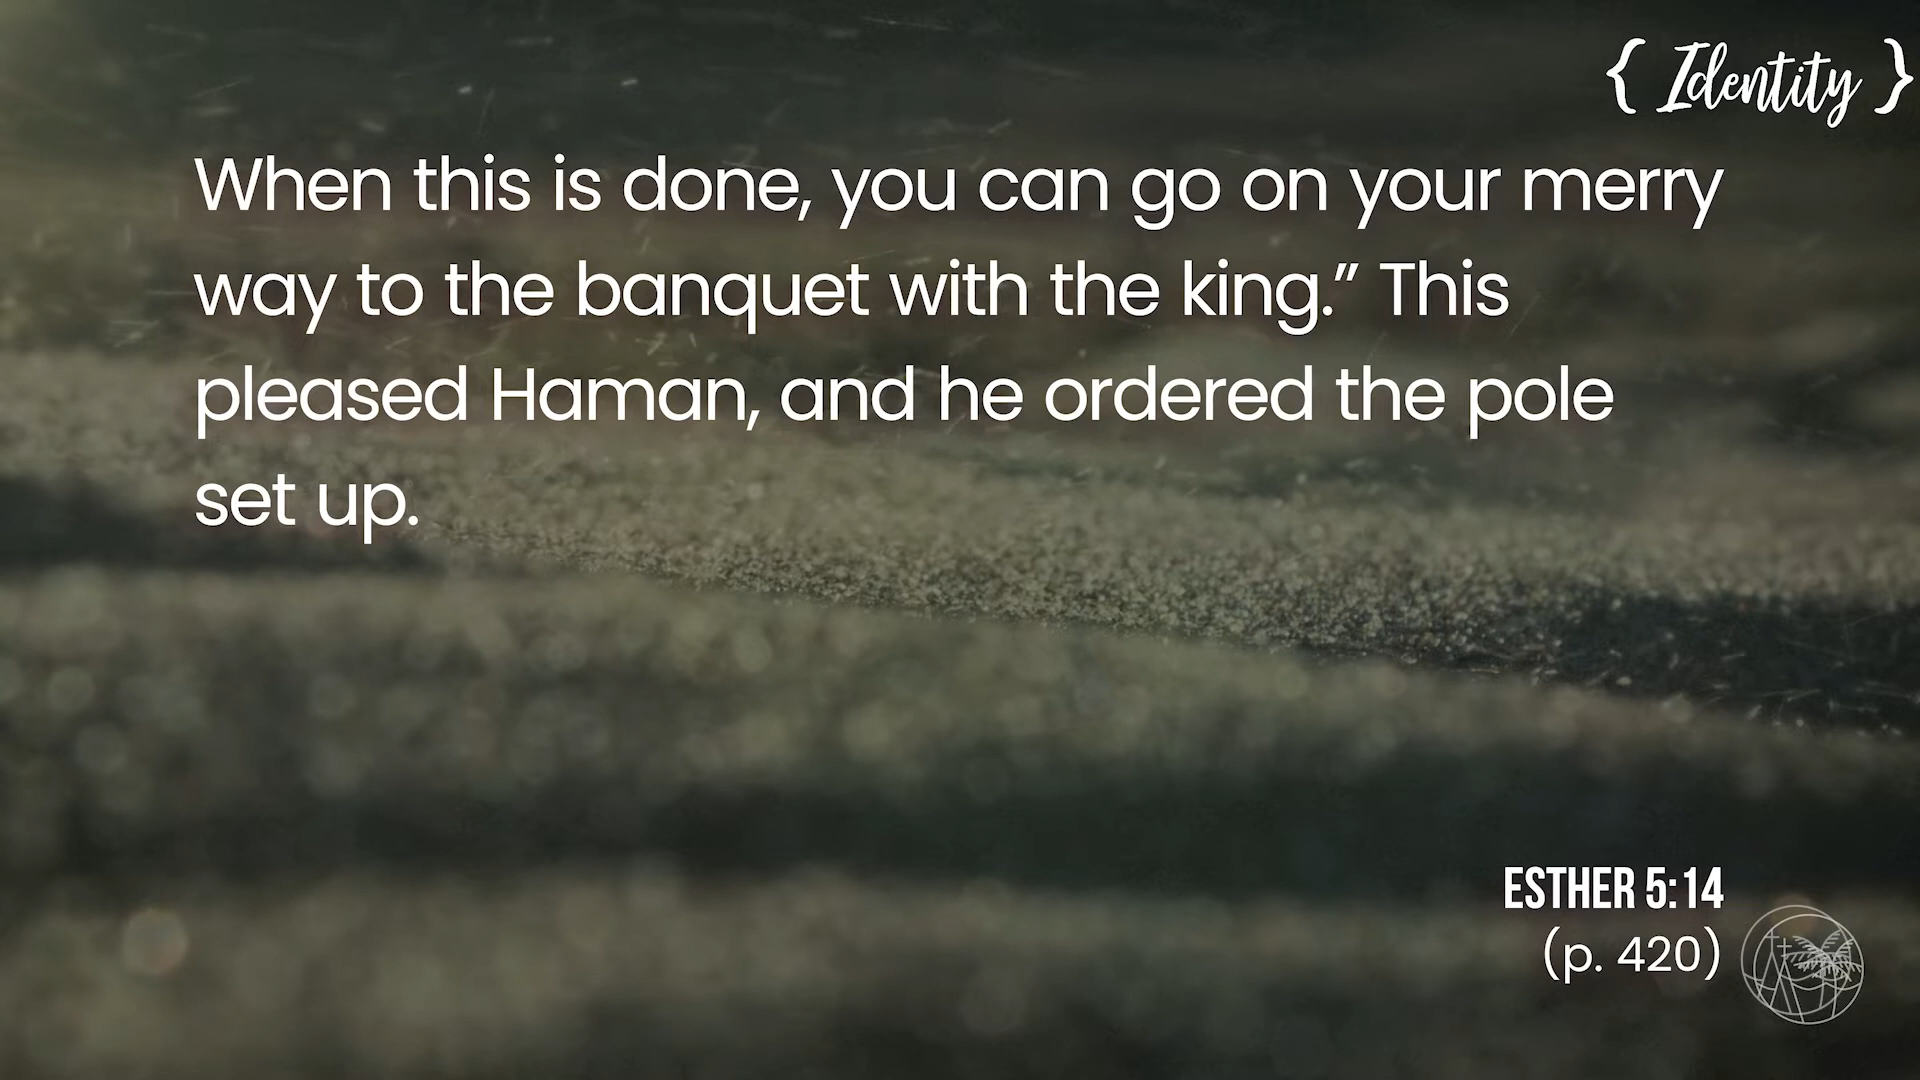 { Identity }
When this is done, you can go on your merry
way to the banquet with the king.” This
pleased Haman, and he ordered the pole
set up.
ESTHER 5:14
(p. 420)